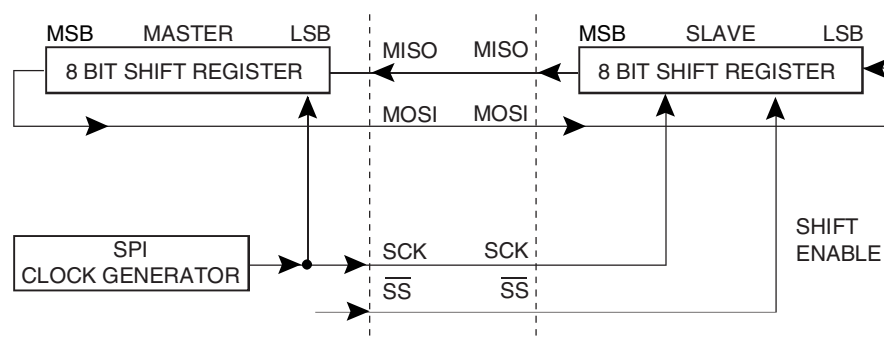 MSB MASTER LSB
8 BIT SHIFT REGISTER
MISO MISO
MSB SLAVE LSB
8 BIT SHIFT REGISTER
MOSI MOSI
SPI
CLOCK GENERATOR
SCK SCK
SS SS
SHIFT
ENABLE